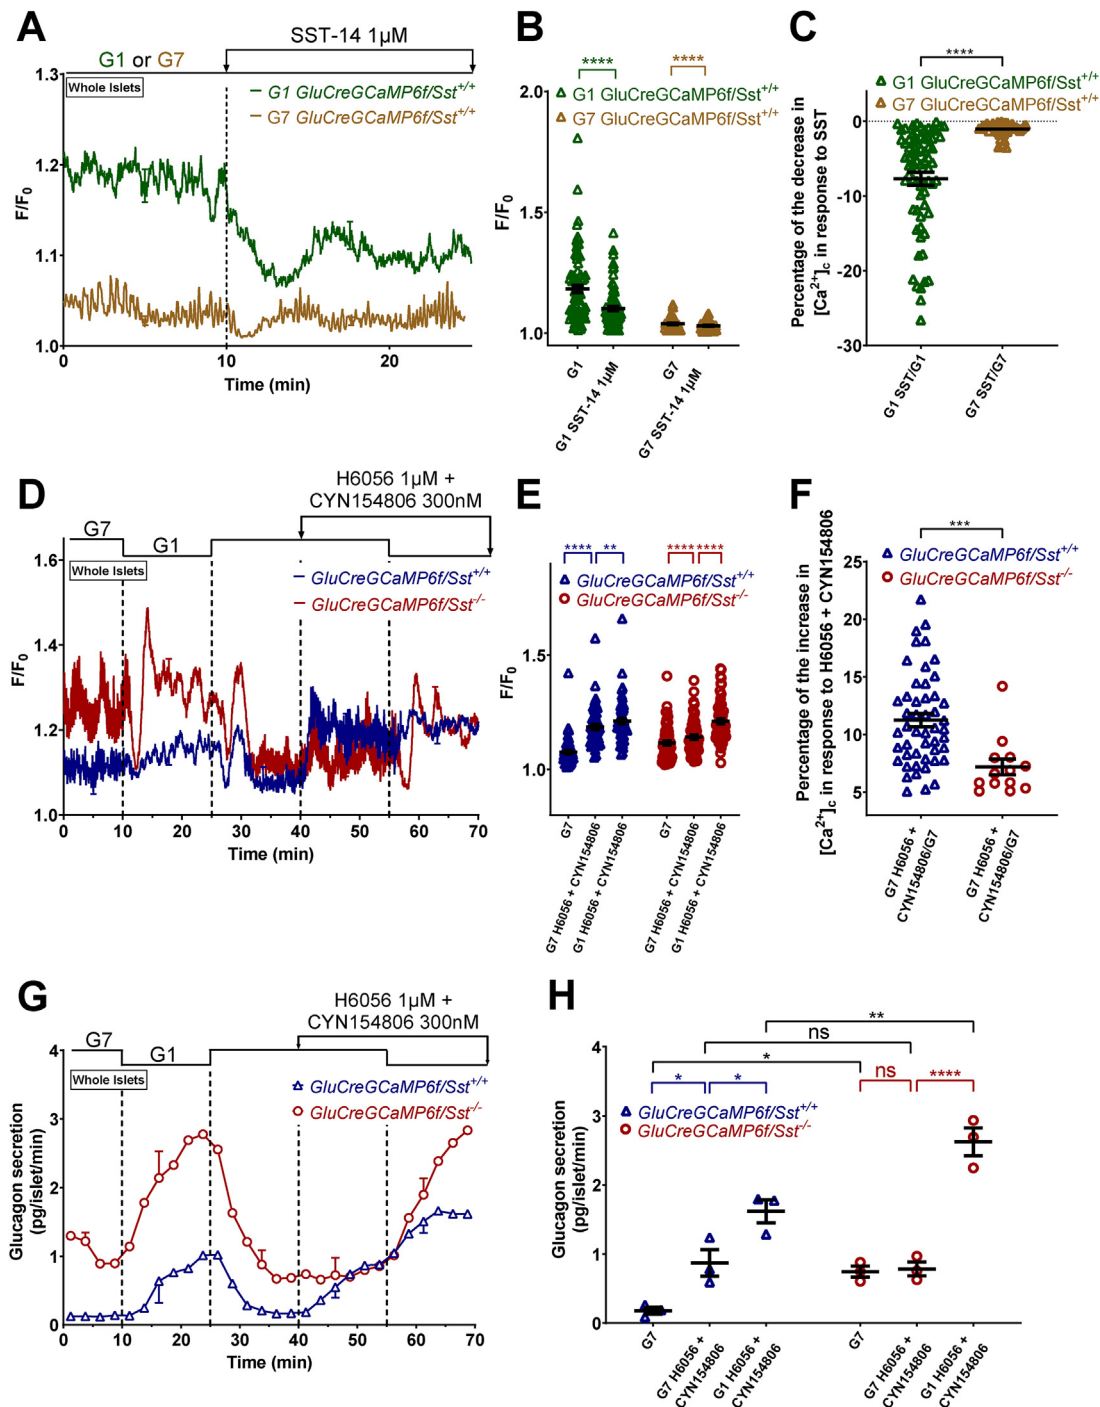 A
SST-14 1µM
G1 or G7
Whole Islets
G1 GluCreGCaMP6f/Sst+/+
G7 GluCreGCaMP6f/Sst+/+
1.3
1.2
1.1
1.0
F/F0
0
10
20
Time (min)
B
****
****
G1 GluCreGCaMP6f/Sst+/+
G7 GluCreGCaMP6f/Sst+/+
2.0
1.5
1.0
F/F0
G1
G1 SST-14 1µM
G7
G7 SST-14 1µM
C
****
G1 GluCreGCaMP6f/Sst+/+
G7 GluCreGCaMP6f/Sst+/+
Percentage of the decrease in
[Ca2+]c in response to SST
0
-10
-20
-30
G1 SST/G1
G7 SST/G7
D
H6056 1µM +
CYN154806 300nM
G7
G1
Whole Islets
GluCreGCaMP6f/Sst+/+
GluCreGCaMP6f/Sst-/-
1.6
1.4
1.2
1.0
F/F0
0
10
20
30
40
50
60
70
Time (min)
E
****
**
****
****
GluCreGCaMP6f/Sst+/+
GluCreGCaMP6f/Sst-/-
1.5
1.0
F/F0
G7
G7 H6056 + CYN154806
G1 H6056 + CYN154806
G7
G7 H6056 + CYN154806
G1 H6056 + CYN154806
F
***
GluCreGCaMP6f/Sst+/+
GluCreGCaMP6f/Sst-/-
Percentage of the increase in
[Ca2+]c in response to H6056 + CYN154806
25
20
15
10
5
G7 H6056 +
CYN154806/G7
G7 H6056 +
CYN154806/G7
G
H6056 1µM +
CYN154806 300nM
G7
G1
Whole Islets
GluCreGCaMP6f/Sst+/+
GluCreGCaMP6f/Sst-/-
4
3
2
1
0
Glucagon secretion
(pg/islet/min)
0
10
20
30
40
50
60
70
Time (min)
H
**
ns
*
*
*
ns
****
GluCreGCaMP6f/Sst+/+
GluCreGCaMP6f/Sst-/-
4
3
2
1
0
Glucagon secretion
(pg/islet/min)
G7
G7 H6056 +
CYN154806
G1 H6056 +
CYN154806
G7
G7 H6056 +
CYN154806
G1 H6056 +
CYN154806